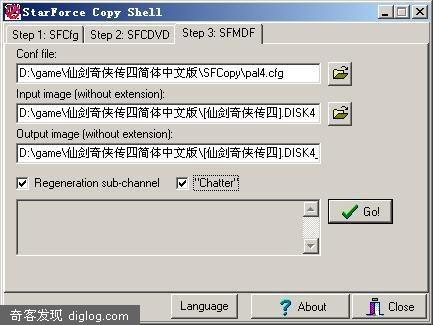 StarForce Copy Shell
Step 1: SFCfg Step 2: SFCDVD Step 3: SFMDF
Conf file:
D:\game\仙剑奇侠传四简体中文版\SFCopy\pal4.cfg
Input image (without extension):
D:\game\仙剑奇侠传四简体中文版\[仙剑奇侠传四].DISK4
Output image (without extension):
D:\game\仙剑奇侠传四简体中文版\[仙剑奇侠传四].DISK4_
Regeneration sub-channel "Chatter"
Go!
Language About Close
奇客发现 diglog.com